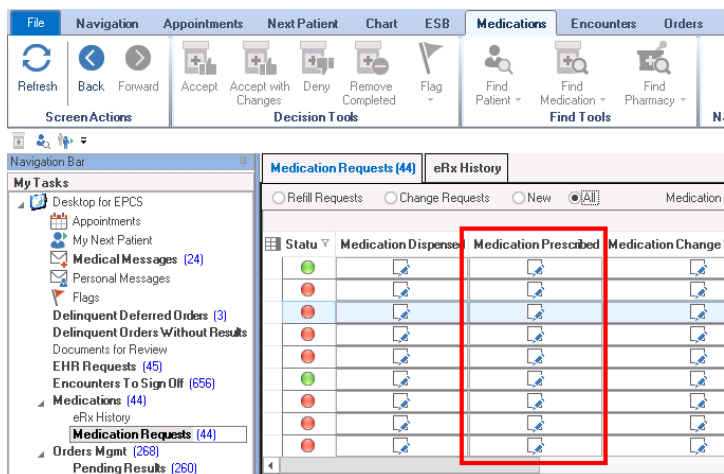 File Navigation Appointments Next Patient Chart ESB Medications Encounters Orders
Refresh Back Forward Accept Accept with Changes Deny Remove Completed Flag Find Patient Find Medication Find Pharmacy
Screen Actions Decision Tools Find Tools
Navigation Bar
My Tasks
Desktop for EPCS
Appointments
My Next Patient
Medical Messages (24)
Personal Messages
Flags
Delinquent Deferred Orders (3)
Delinquent Orders Without Results
Documents for Review
EHR Requests (45)
Encounters To Sign Off (656)
Medications (44)
eRx History
Medication Requests (44)
Orders Mgmt (268)
Pending Results (260)
Medication Requests (44) eRx History
Refill Requests Change Requests New All Medication
Statu Medication Dispensed Medication Prescribed Medication Change